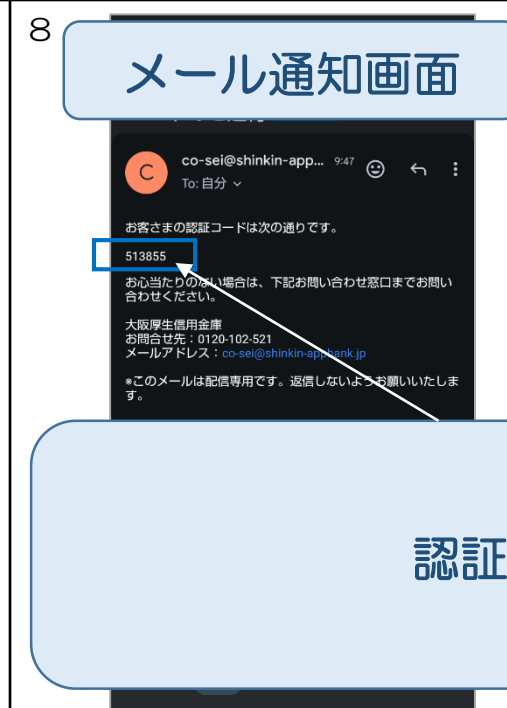 8
メール通知画面
C
co-sei@shinkin-app... 9:47
To: 自分
お客さまの認証コードは次の通りです。
513855
お心当たりのない場合は、下記お問い合わせ窓口までお問い
合わせください。
大阪厚生信用金庫
お問合せ先：0120-102-521
メールアドレス：co-sei@shinkin-appbank.jp
※このメールは配信専用です。返信しないようお願いいたしま
す。
認証